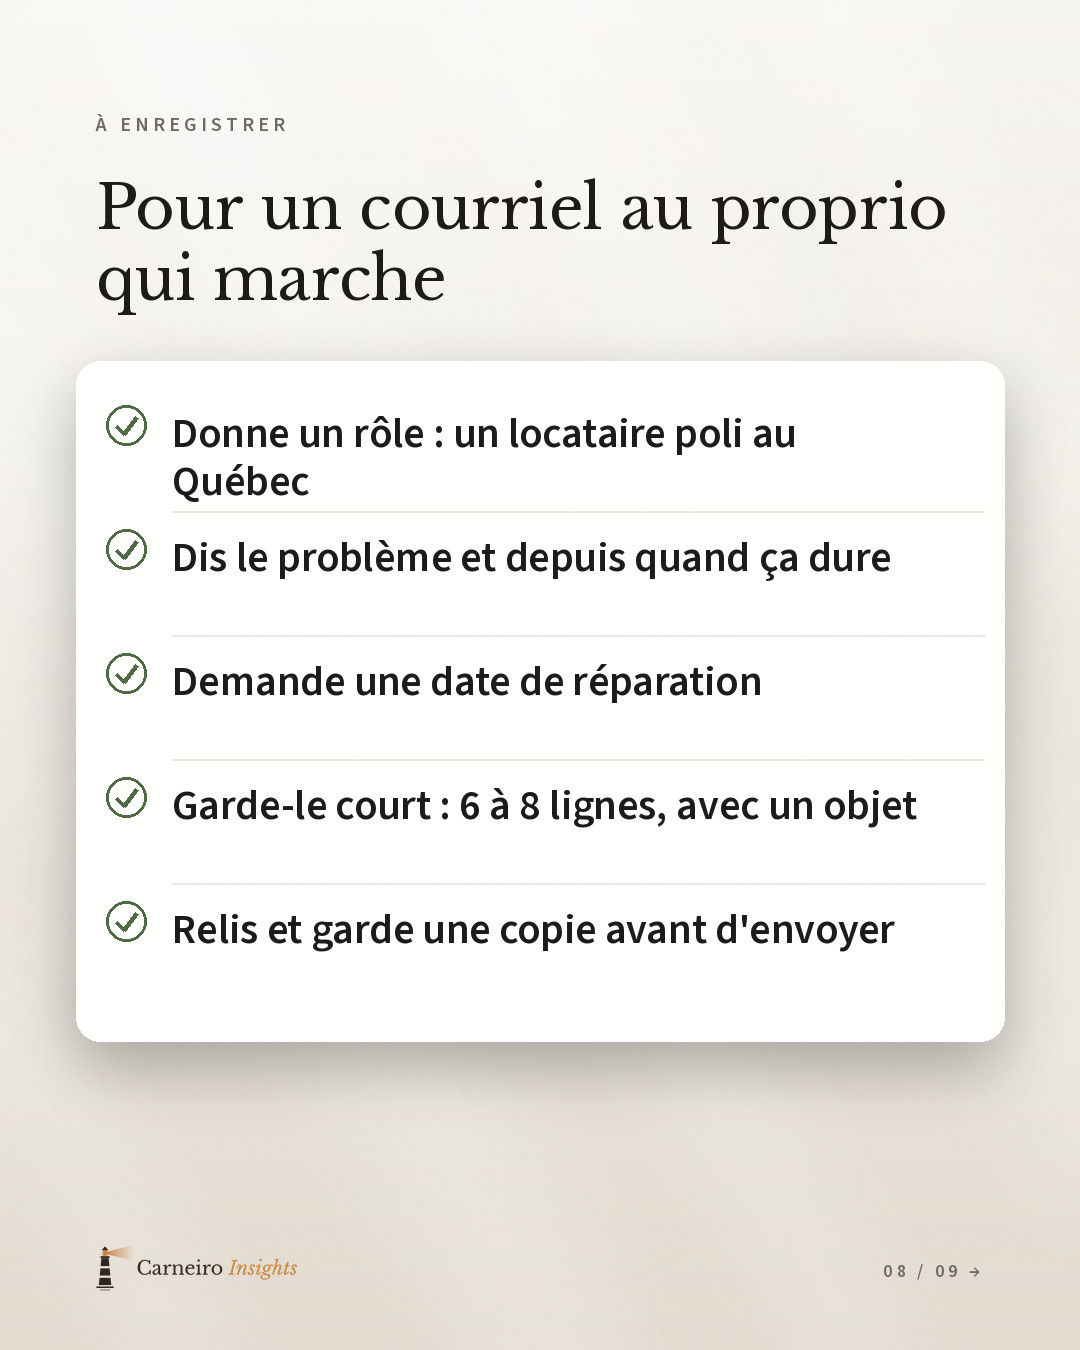 À ENREGISTRER
Pour un courriel au proprio
qui marche
Donne un rôle : un locataire poli au
Québec
Dis le problème et depuis quand ça dure
Demande une date de réparation
Garde-le court : 6 à 8 lignes, avec un objet
Relis et garde une copie avant d'envoyer
Carneiro Insights
08 / 09 →